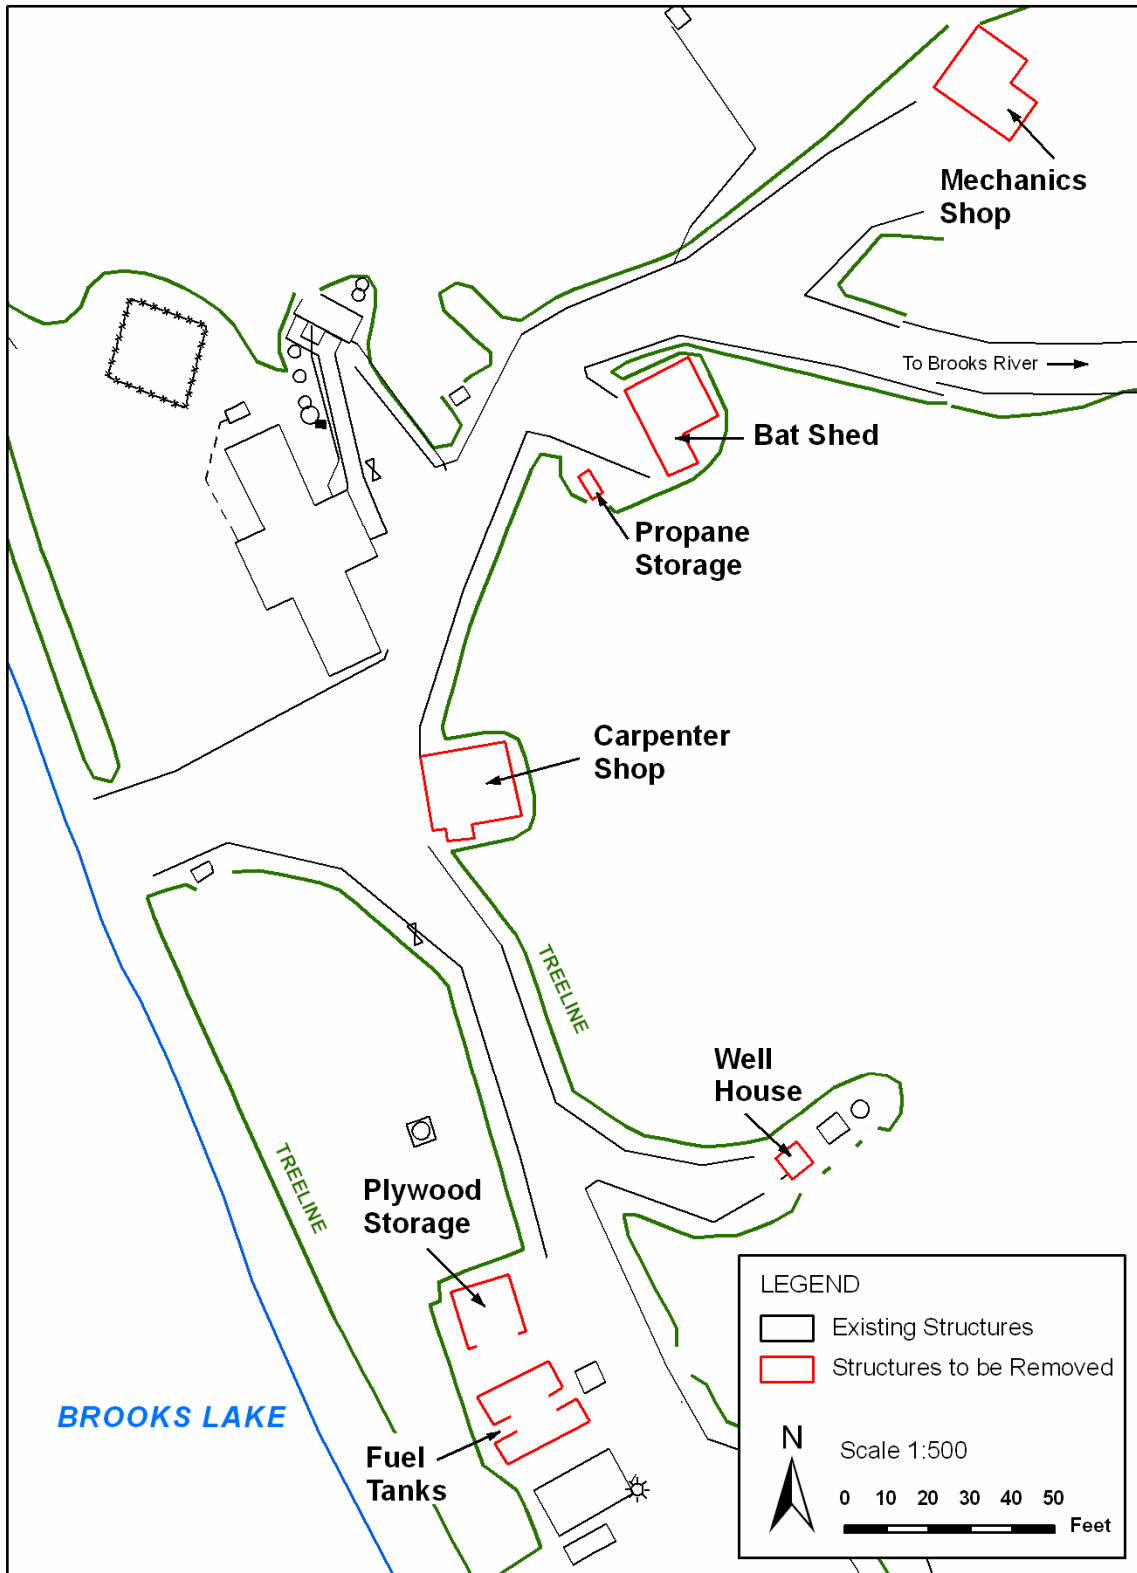 Mechanics
Shop
To Brooks River
Bat Shed
Propane
Storage
Carpenter
Shop
TREELINE
Well
House
TREELINE
Plywood
Storage
BROOKS LAKE
Fuel
Tanks
LEGEND
Existing Structures
Structures to be Removed
N
Scale 1:500
0 10 20 30 40 50
Feet